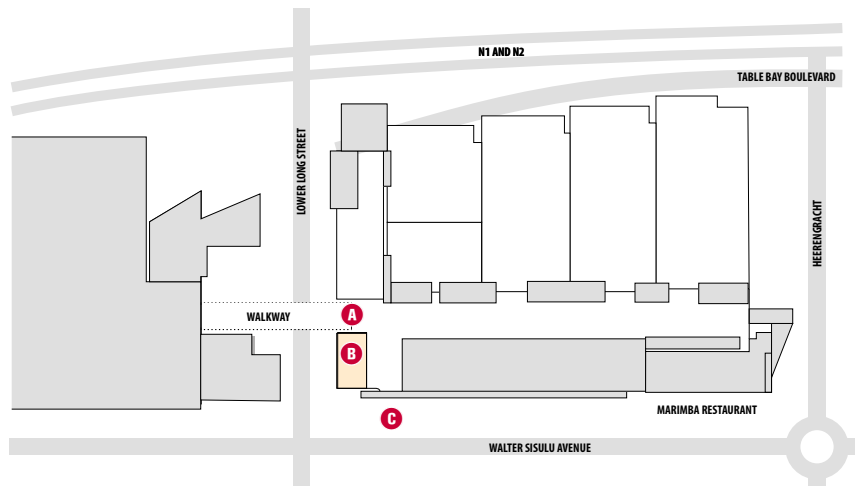 N1 AND N2
TABLE BAY BOULEVARD
LOWER LONG STREET
HEERENGRACHT
A
WALKWAY
B
MARIMBA RESTAURANT
C
WALTER SISULU AVENUE